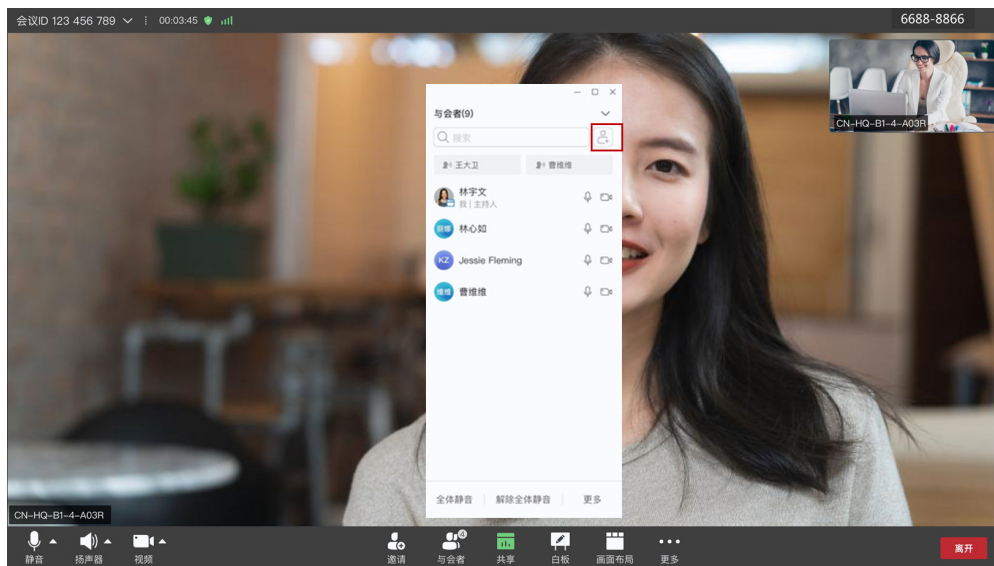 会议ID 123 456 789
00:03:45
6688-8866
CN-HQ-B1-4-A03R
与会者(9)
搜索
王大卫
曹维维
林宇文
我 | 主持人
林心如
KZ
Jessie Fleming
维维
曹维维
全体静音
解除全体静音
更多
CN-HQ-B1-4-A03R
静音
扬声器
视频
邀请
4
与会者
共享
白板
画面布局
更多
离开